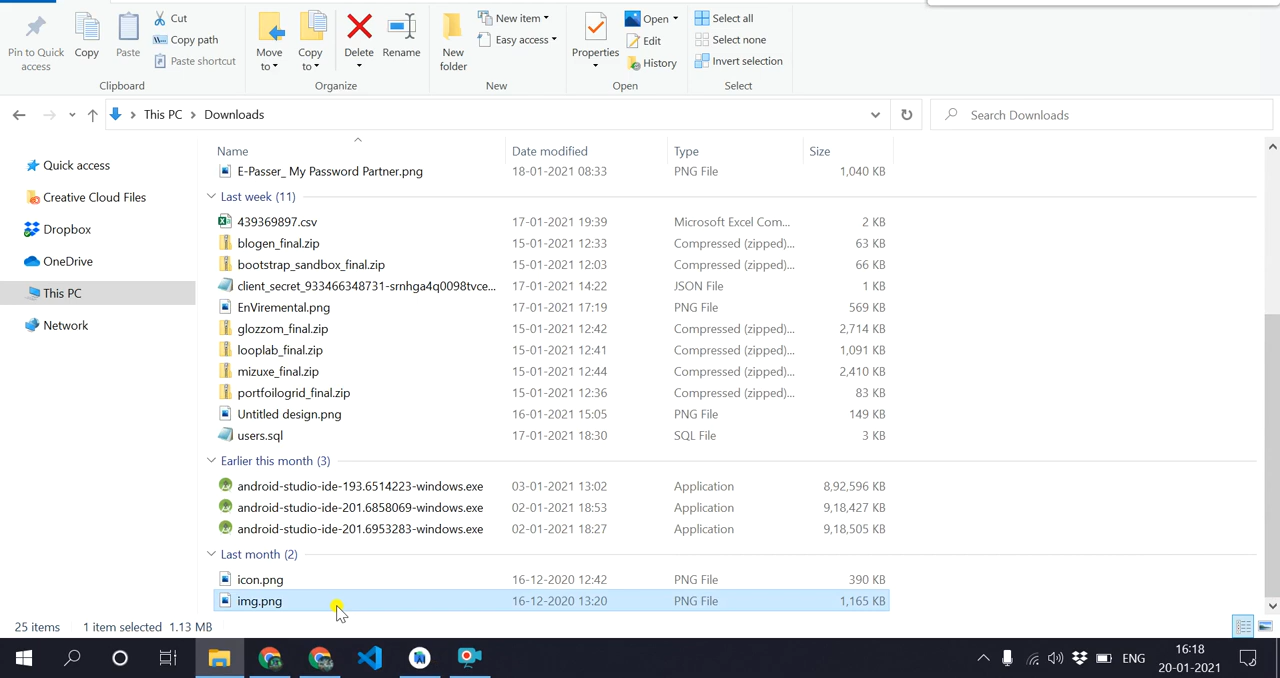 Pin to Quick access
Copy
Paste
Cut
Copy path
Paste shortcut
Clipboard
Move to
Copy to
Delete
Rename
Organize
New folder
New item
Easy access
New
Properties
Open
Edit
History
Open
Select all
Select none
Invert selection
Select
This PC
Downloads
Search Downloads
Quick access
Creative Cloud Files
Dropbox
OneDrive
This PC
Network
Name Date modified Type Size
E-Passer_ My Password Partner.png 18-01-2021 08:33 PNG File 1,040 KB
Last week (11)
439369897.csv 17-01-2021 19:39 Microsoft Excel Com... 2 KB
blogen_final.zip 15-01-2021 12:33 Compressed (zipped)... 63 KB
bootstrap_sandbox_final.zip 15-01-2021 12:03 Compressed (zipped)... 66 KB
client_secret_933466348731-srnhga4q0098tvce... 17-01-2021 14:22 JSON File 1 KB
EnViremental.png 17-01-2021 17:19 PNG File 569 KB
glozzom_final.zip 15-01-2021 12:42 Compressed (zipped)... 2,714 KB
looplab_final.zip 15-01-2021 12:41 Compressed (zipped)... 1,091 KB
mizuxe_final.zip 15-01-2021 12:44 Compressed (zipped)... 2,410 KB
portfoilogrid_final.zip 15-01-2021 12:36 Compressed (zipped)... 83 KB
Untitled design.png 16-01-2021 15:05 PNG File 149 KB
users.sql 17-01-2021 18:30 SQL File 3 KB
Earlier this month (3)
android-studio-ide-193.6514223-windows.exe 03-01-2021 13:02 Application 8,92,596 KB
android-studio-ide-201.6858069-windows.exe 02-01-2021 18:53 Application 9,18,427 KB
android-studio-ide-201.6953283-windows.exe 02-01-2021 18:27 Application 9,18,505 KB
Last month (2)
icon.png 16-12-2020 12:42 PNG File 390 KB
img.png 16-12-2020 13:20 PNG File 1,165 KB
25 items 1 item selected 1.13 MB
ENG
16:18
20-01-2021